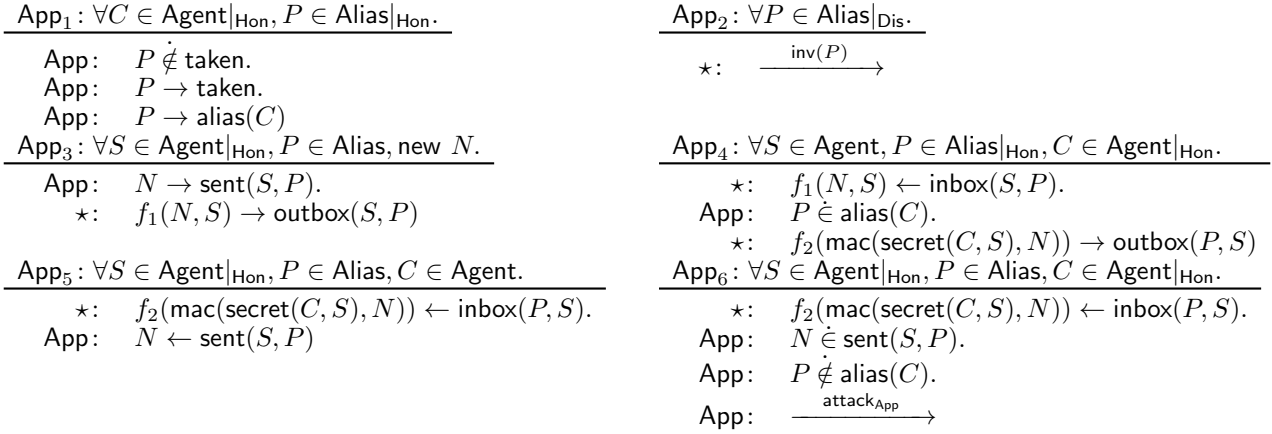 App₁: ∀C ∈ Agent|Hon, P ∈ Alias|Hon.
App: P ∉̇ taken.
App: P → taken.
App: P → alias(C)
App₂: ∀P ∈ Alias|Dis.
⋆: —inv(P)→
App₃: ∀S ∈ Agent|Hon, P ∈ Alias, new N.
App: N → sent(S, P).
⋆: f₁(N, S) → outbox(S, P)
App₄: ∀S ∈ Agent, P ∈ Alias|Hon, C ∈ Agent|Hon.
⋆: f₁(N, S) ← inbox(S, P).
App: P ∈̇ alias(C).
⋆: f₂(mac(secret(C, S), N)) → outbox(P, S)
App₅: ∀S ∈ Agent|Hon, P ∈ Alias, C ∈ Agent.
⋆: f₂(mac(secret(C, S), N)) ← inbox(P, S).
App: N ← sent(S, P)
App₆: ∀S ∈ Agent|Hon, P ∈ Alias, C ∈ Agent|Hon.
⋆: f₂(mac(secret(C, S), N)) ← inbox(P, S).
App: N ∈̇ sent(S, P).
App: P ∉̇ alias(C).
App: —attack_App→